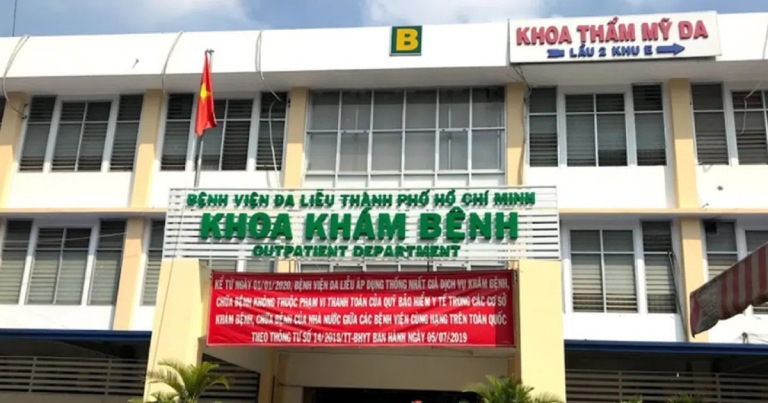 B
KHOA THẨM MỸ DA
LẦU 2 KHU E
BỆNH VIỆN DA LIỄU THÀNH PHỐ HỒ CHÍ MINH
KHOA KHÁM BỆNH
OUTPATIENT DEPARTMENT
KỂ TỪ NGÀY 01/01/2020, BỆNH VIỆN DA LIỄU ÁP DỤNG THỐNG NHẤT GIÁ DỊCH VỤ KHÁM BỆNH,
CHỮA BỆNH KHÔNG THUỘC PHẠM VI THANH TOÁN CỦA QUỸ BẢO HIỂM Y TẾ TRONG CÁC CƠ SỞ
KHÁM BỆNH, CHỮA BỆNH CỦA NHÀ NƯỚC GIỮA CÁC BỆNH VIỆN CÙNG HẠNG TRÊN TOÀN QUỐC
THEO THÔNG TƯ SỐ 14/2018/TT-BHYT BAN HÀNH NGÀY 05/07/2019